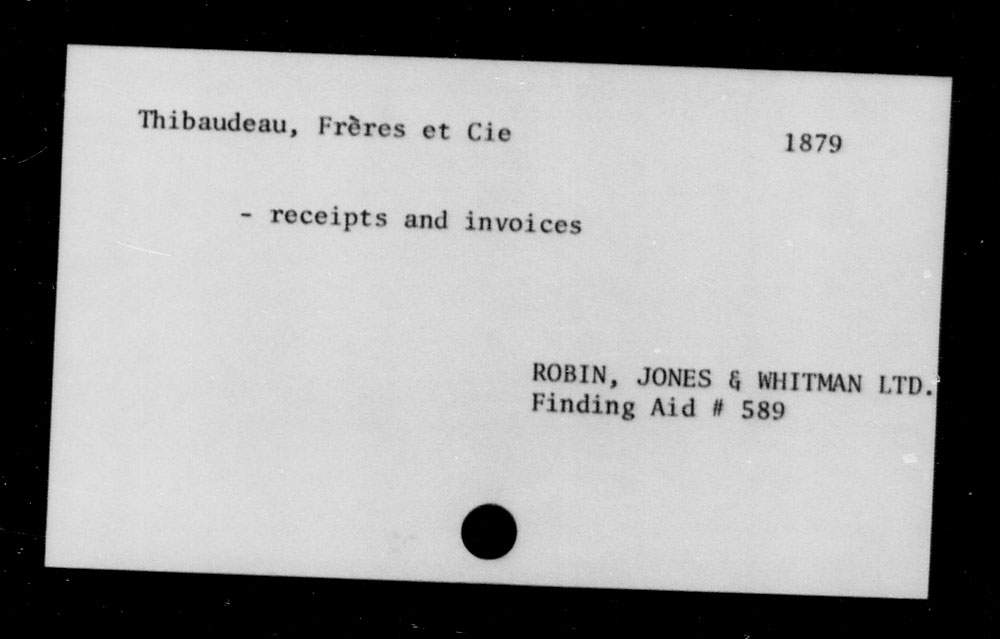 Thibaudeau, Frères et Cie 1879
- receipts and invoices
ROBIN, JONES & WHITMAN LTD.
Finding Aid # 589